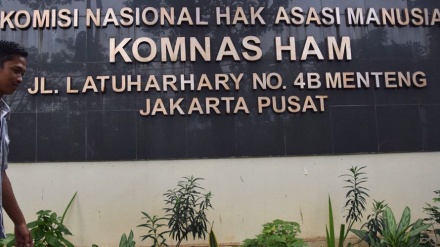 KOMISI NASIONAL HAK ASASI MANUSIA
KOMNAS HAM
JL. LATUHARHARY NO. 4B MENTENG
JAKARTA PUSAT